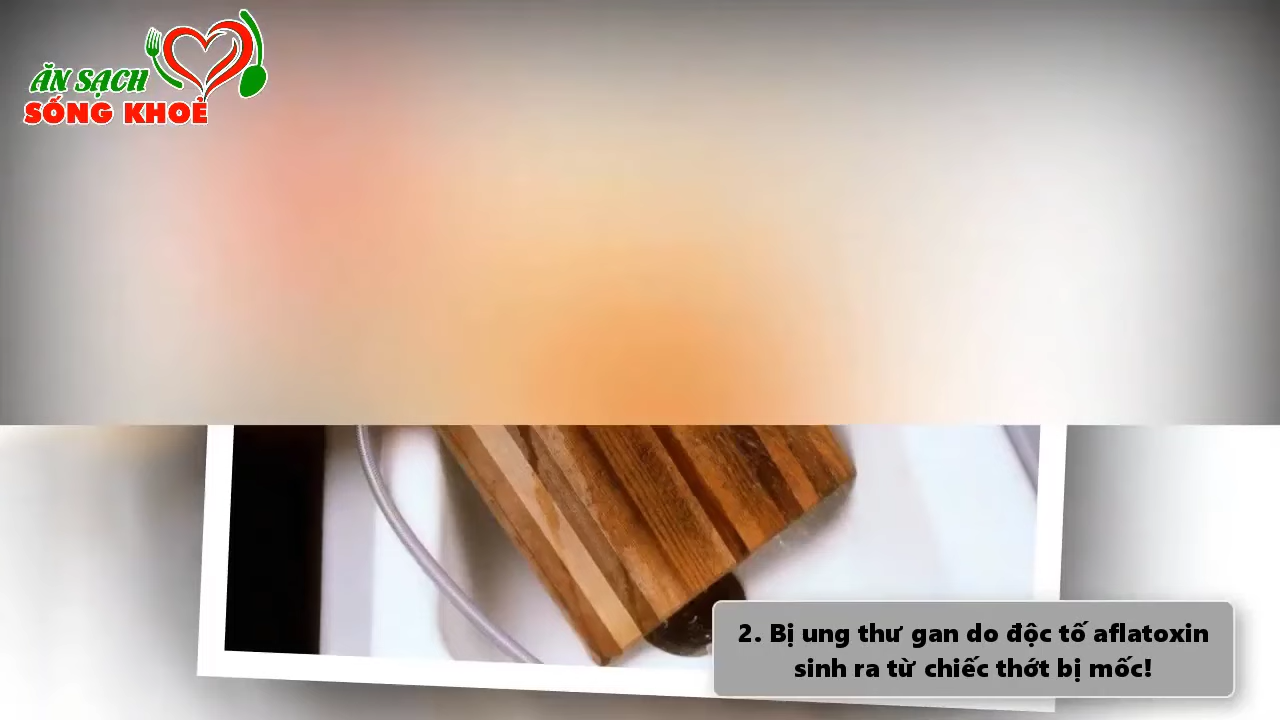 ĂN SẠCH
SỐNG KHOẺ
2. Bị ung thư gan do độc tố aflatoxin
sinh ra từ chiếc thớt bị mốc!